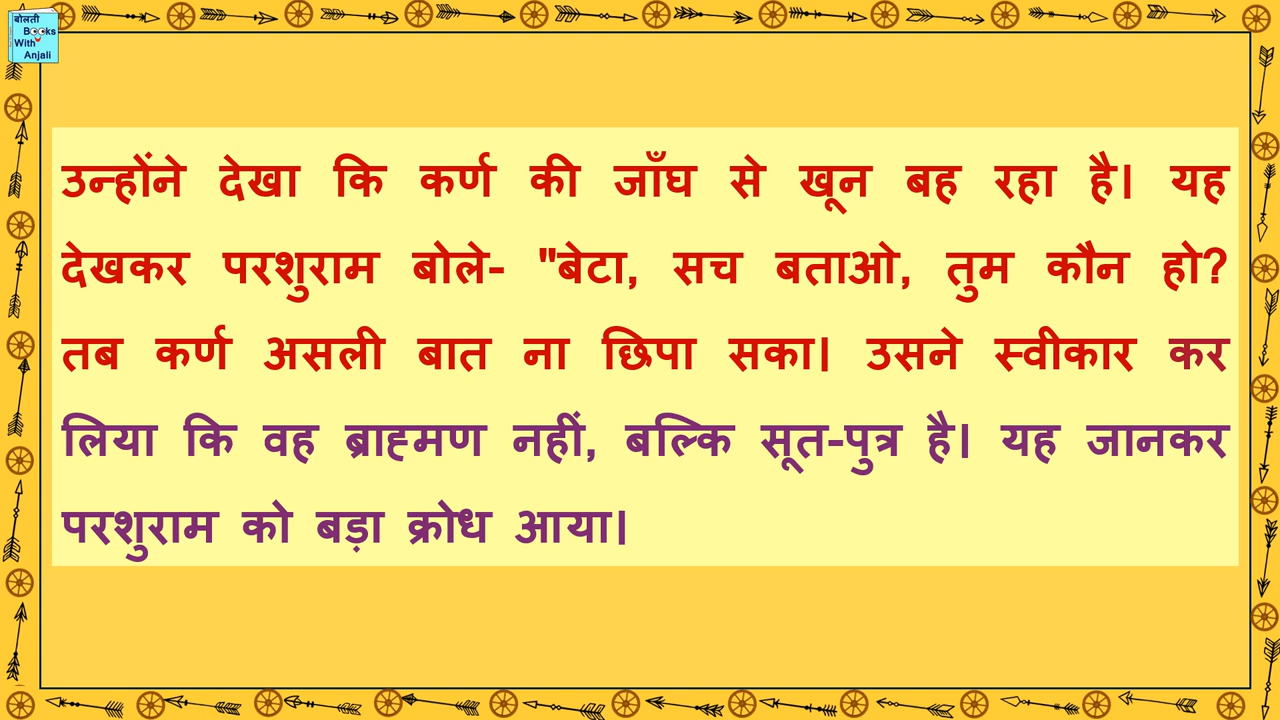 बोलती
Books
With
Anjali
उन्होंने देखा कि कर्ण की जाँघ से खून बह रहा है। यह
देखकर परशुराम बोले- "बेटा, सच बताओ, तुम कौन हो?
तब कर्ण असली बात ना छिपा सका। उसने स्वीकार कर
लिया कि वह ब्राह्मण नहीं, बल्कि सूत-पुत्र है। यह जानकर
परशुराम को बड़ा क्रोध आया।